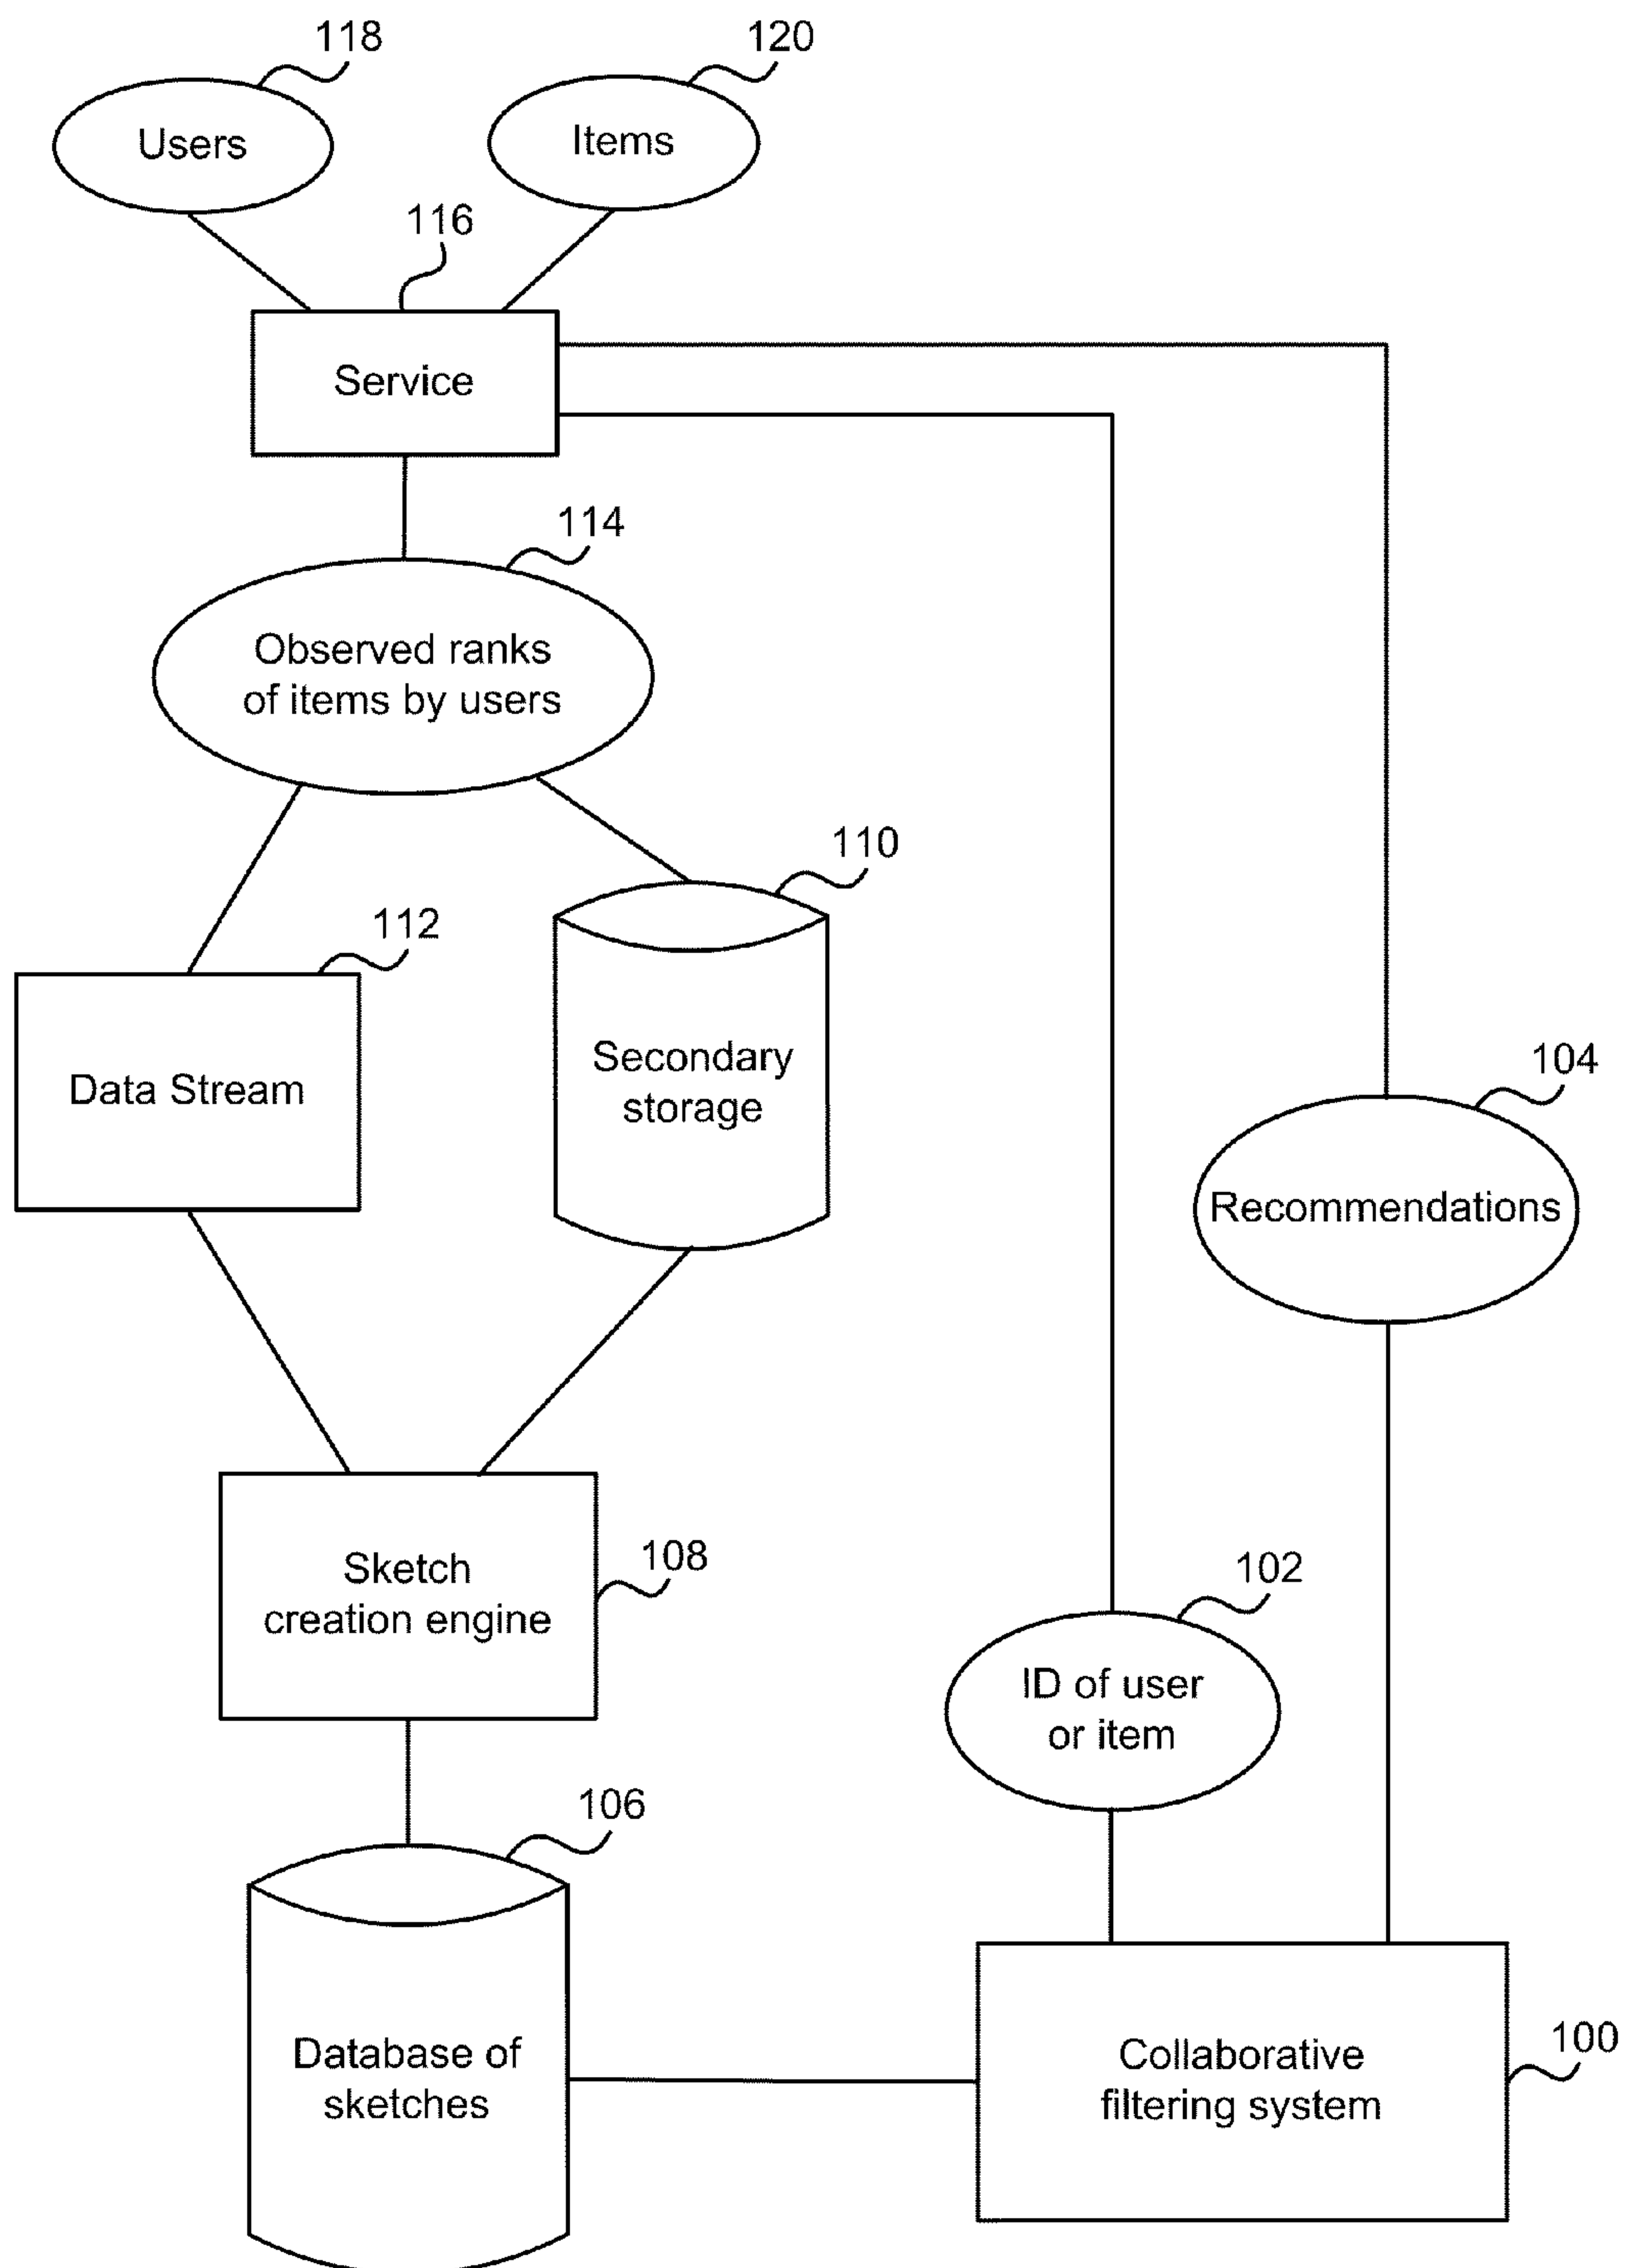 118
120
Users
Items
116
Service
114
Observed ranks
of items by users
110
112
Secondary
storage
Data Stream
104
Recommendations
108
Sketch
creation engine
102
ID of user
or item
106
100
Database of
sketches
Collaborative
filtering system